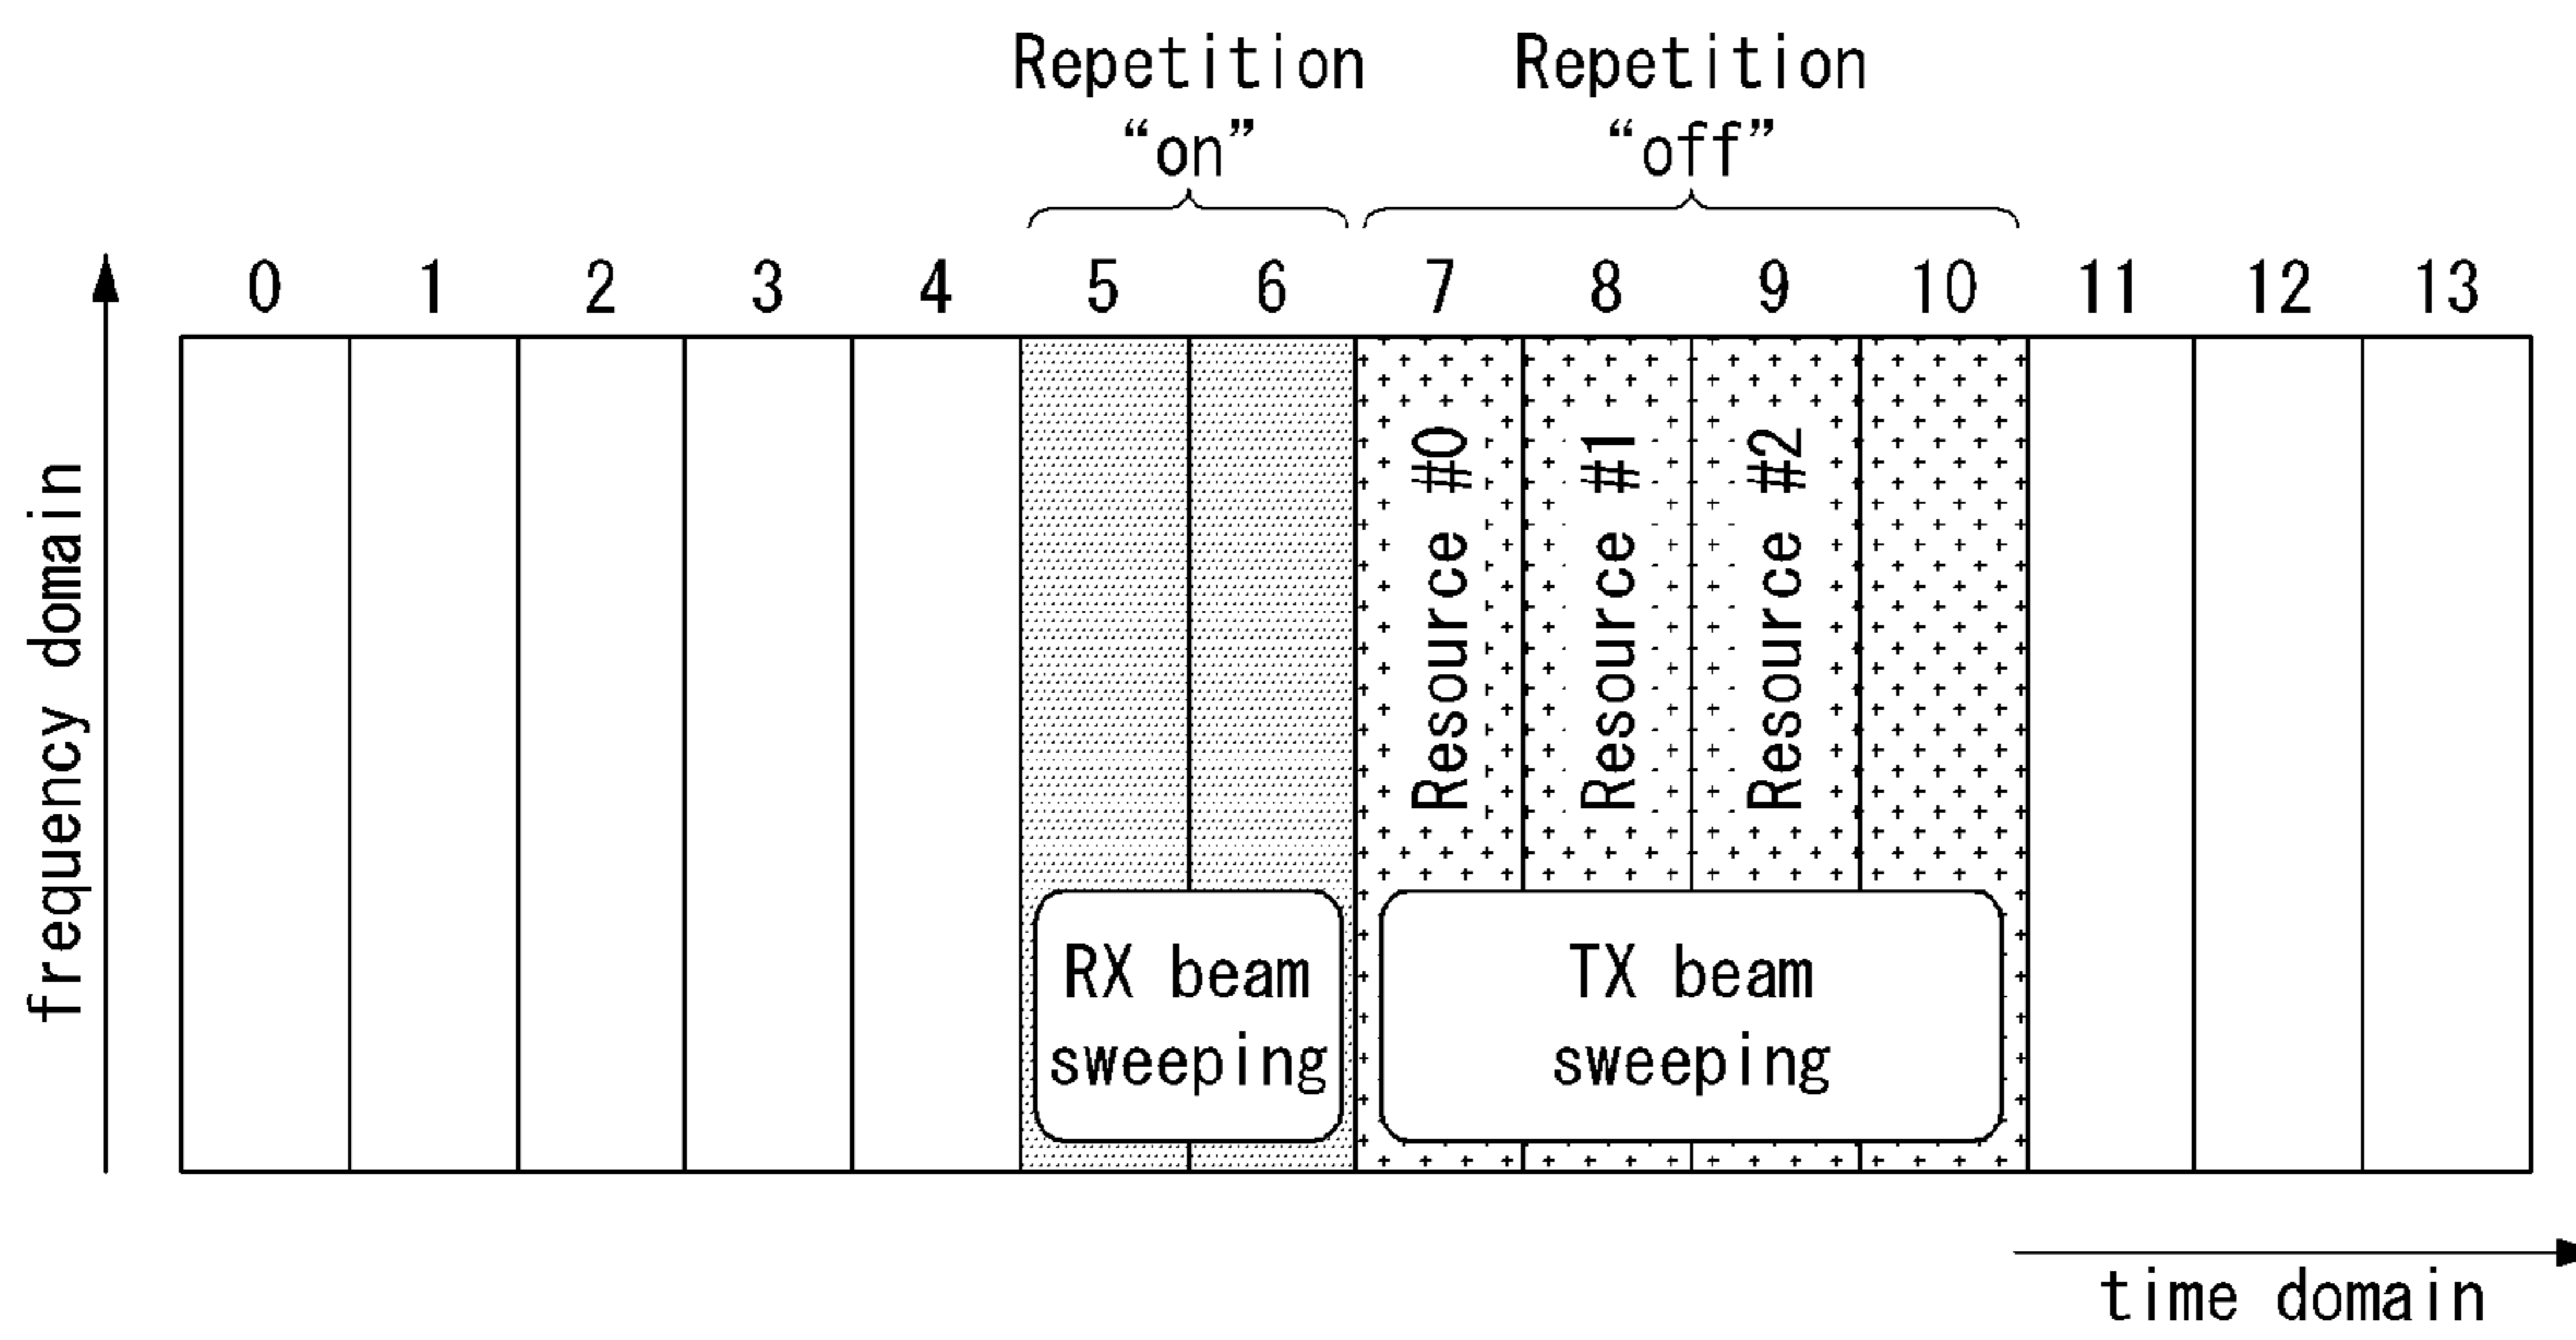 Repetition
“on”
Repetition
“off”
0 1 2 3 4 5 6 7 8 9 10 11 12 13
frequency domain
Resource #0
Resource #1
Resource #2
RX beam
sweeping
TX beam
sweeping
time domain